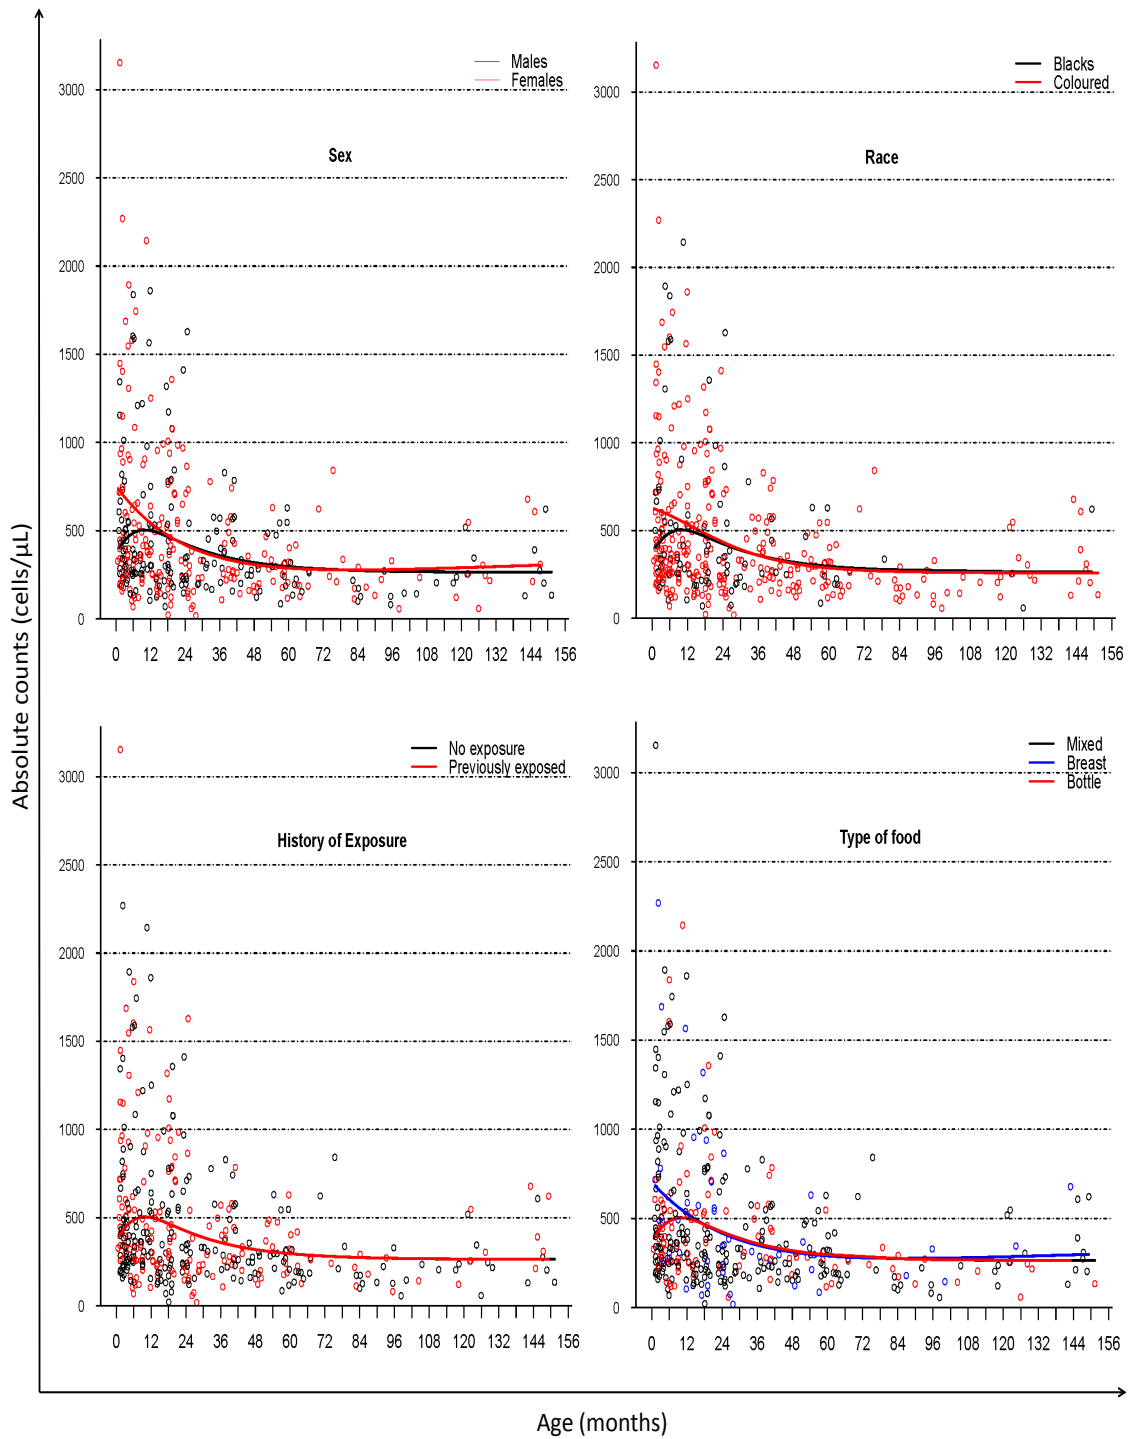 Absolute counts (cells/µL)
Males
Females
Sex
3000
2500
2000
1500
1000
500
0
0 12 24 36 48 60 72 84 96 108 120 132 144 156
Blacks
Coloured
Race
3000
2500
2000
1500
1000
500
0
0 12 24 36 48 60 72 84 96 108 120 132 144 156
No exposure
Previously exposed
History of Exposure
3000
2500
2000
1500
1000
500
0
0 12 24 36 48 60 72 84 96 108 120 132 144 156
Mixed
Breast
Bottle
Type of food
3000
2500
2000
1500
1000
500
0
0 12 24 36 48 60 72 84 96 108 120 132 144 156
Age (months)